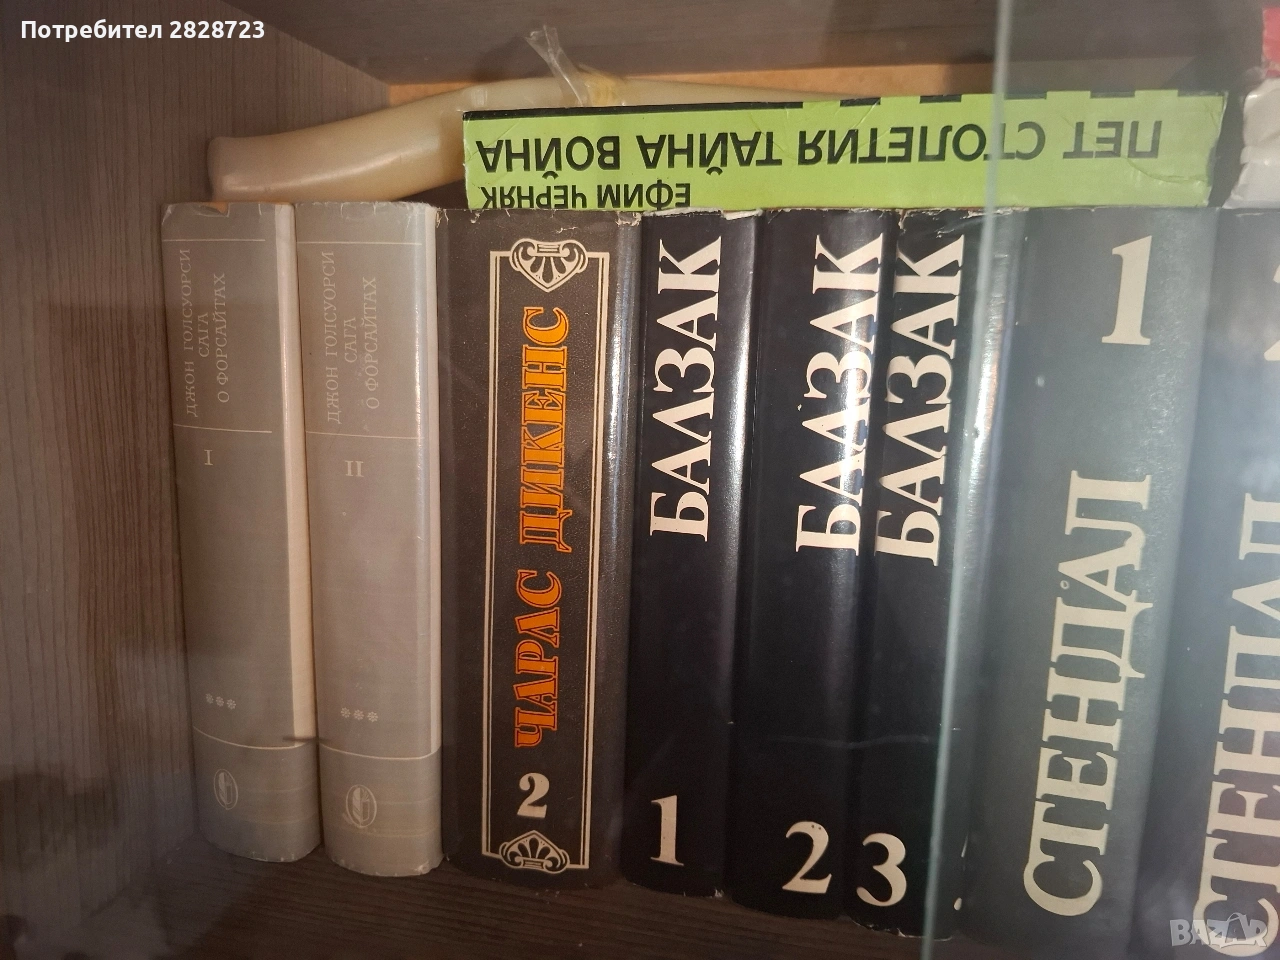 Потребител 2828723
ПЕТ СТОЛЕТИЯ ТАЙНА ВОЙНА
ЕФИМ ЧЕРНЯК
ДЖОН ГОЛСУОРСИ
САГА
О ФОРСАЙТАХ
I
ДЖОН ГОЛСУОРСИ
САГА
О ФОРСАЙТАХ
II
ЧАРЛС ДИКЕНС
2
БАЛЗАК
1
БАЛЗАК
2
БАЛЗАК
3
1
СТЕНДАЛ
СТЕНДАЛ
BAZAR